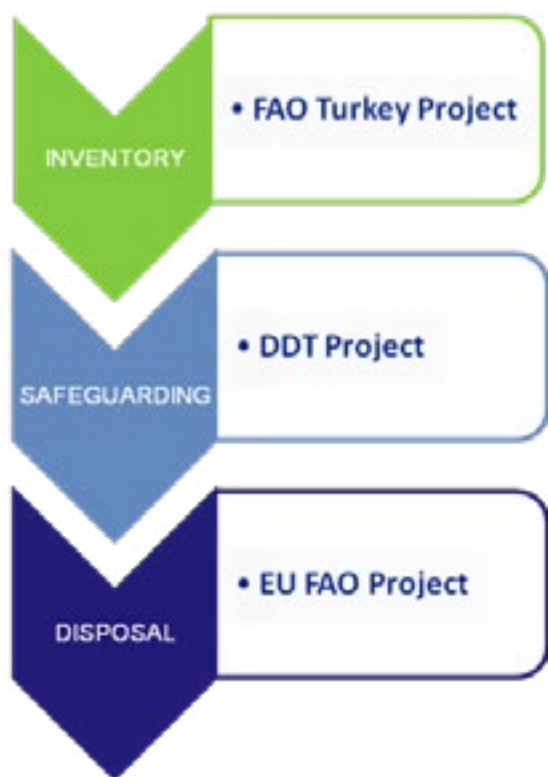 INVENTORY
• FAO Turkey Project
SAFEGUARDING
• DDT Project
DISPOSAL
• EU FAO Project